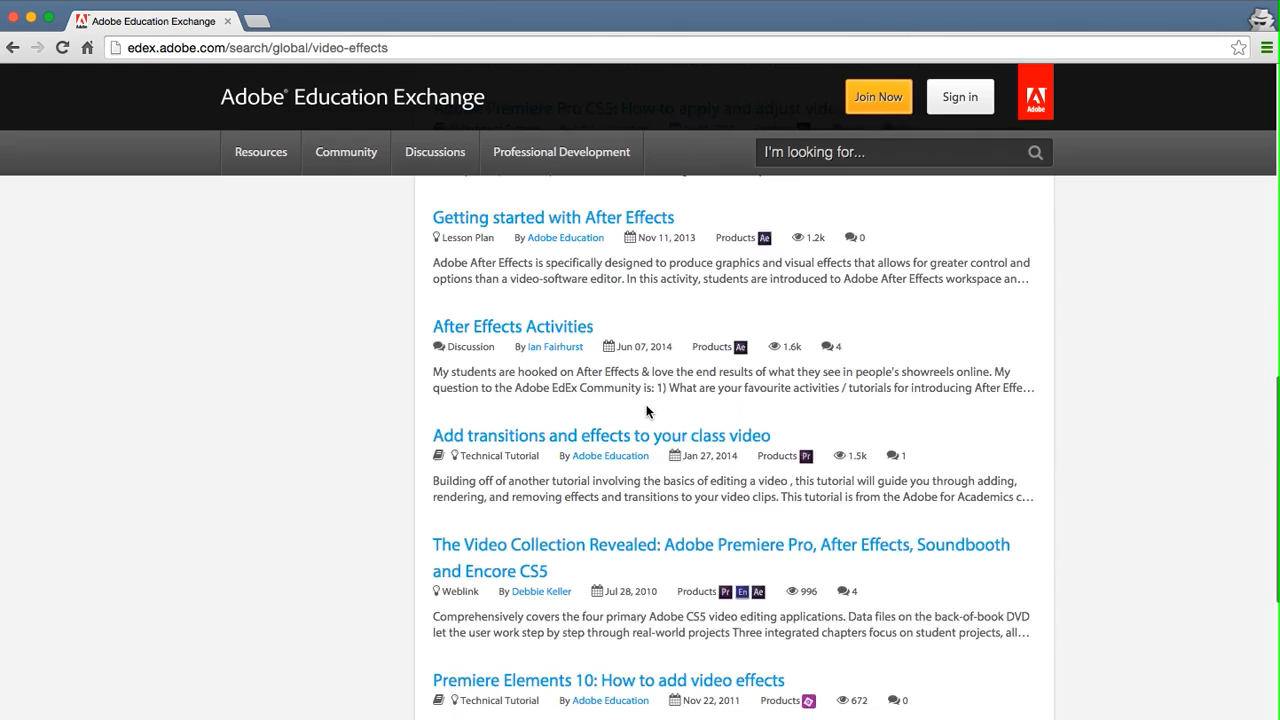 Adobe Education Exchange
edex.adobe.com/search/global/video-effects
Adobe® Education Exchange
Join Now
Sign in
Adobe
Premiere Pro CS5: How to apply and adjust vide
Resources
Community
Discussions
Professional Development
I'm looking for...
Getting started with After Effects
Lesson Plan By Adobe Education Nov 11, 2013 Products Ae 1.2k 0
Adobe After Effects is specifically designed to produce graphics and visual effects that allows for greater control and
options than a video-software editor. In this activity, students are introduced to Adobe After Effects workspace an...
After Effects Activities
Discussion By Ian Fairhurst Jun 07, 2014 Products Ae 1.6k 4
My students are hooked on After Effects & love the end results of what they see in people's showreels online. My
question to the Adobe EdEx Community is: 1) What are your favourite activities / tutorials for introducing After Effe...
Add transitions and effects to your class video
Technical Tutorial By Adobe Education Jan 27, 2014 Products Pr 1.5k 1
Building off of another tutorial involving the basics of editing a video , this tutorial will guide you through adding,
rendering, and removing effects and transitions to your video clips. This tutorial is from the Adobe for Academics c...
The Video Collection Revealed: Adobe Premiere Pro, After Effects, Soundbooth
and Encore CS5
Weblink By Debbie Keller Jul 28, 2010 Products Pr En Ae 996 4
Comprehensively covers the four primary Adobe CS5 video editing applications. Data files on the back-of-book DVD
let the user work step by step through real-world projects Three integrated chapters focus on student projects, all...
Premiere Elements 10: How to add video effects
Technical Tutorial By Adobe Education Nov 22, 2011 Products 672 0